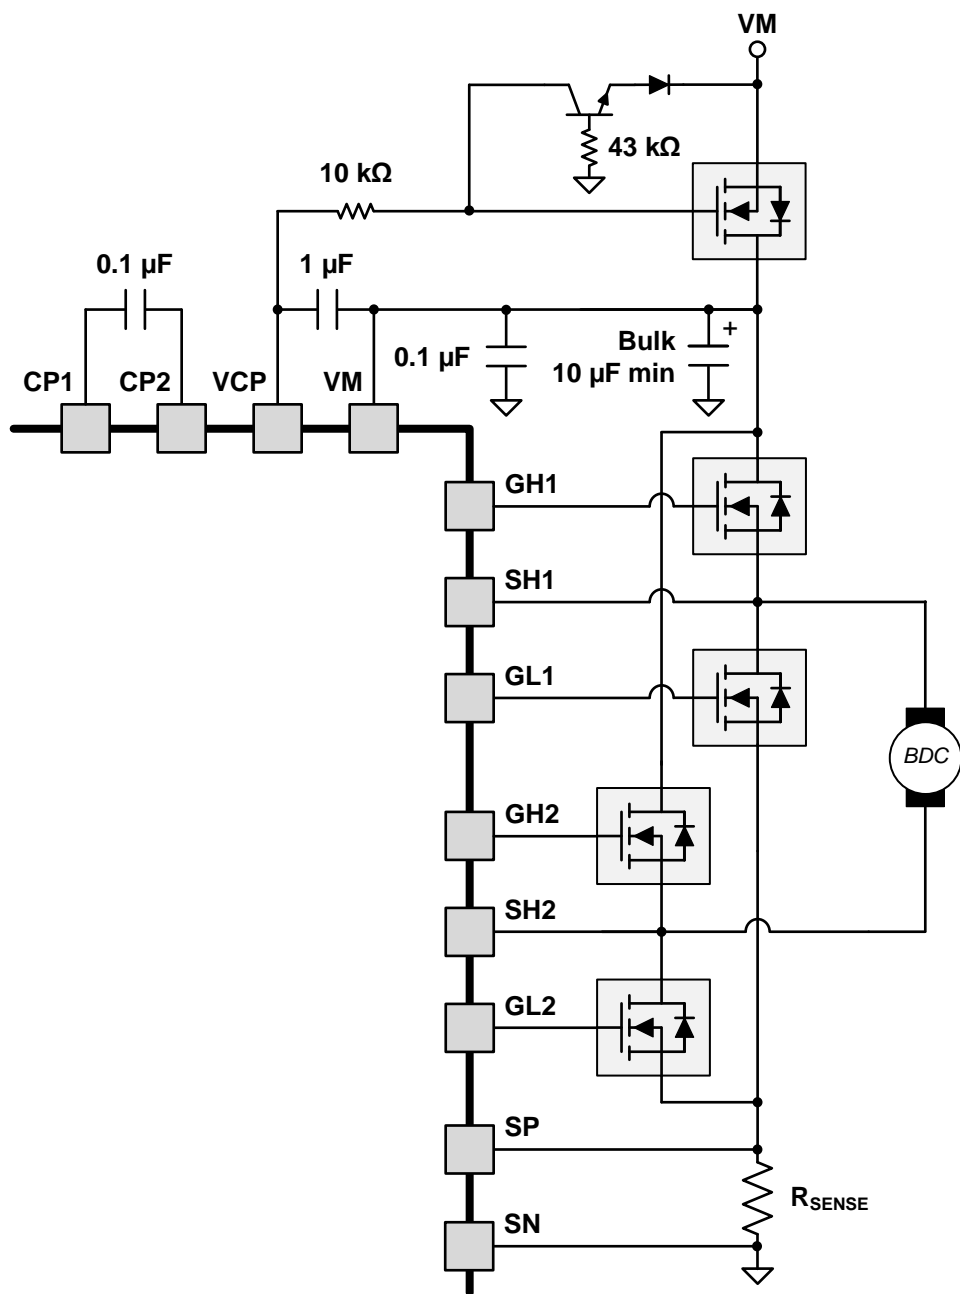 VM
43 kΩ
10 kΩ
0.1 µF
1 µF
+
Bulk
0.1 µF
10 µF min
CP1
CP2
VCP
VM
GH1
SH1
GL1
BDC
GH2
SH2
GL2
SP
RSENSE
SN